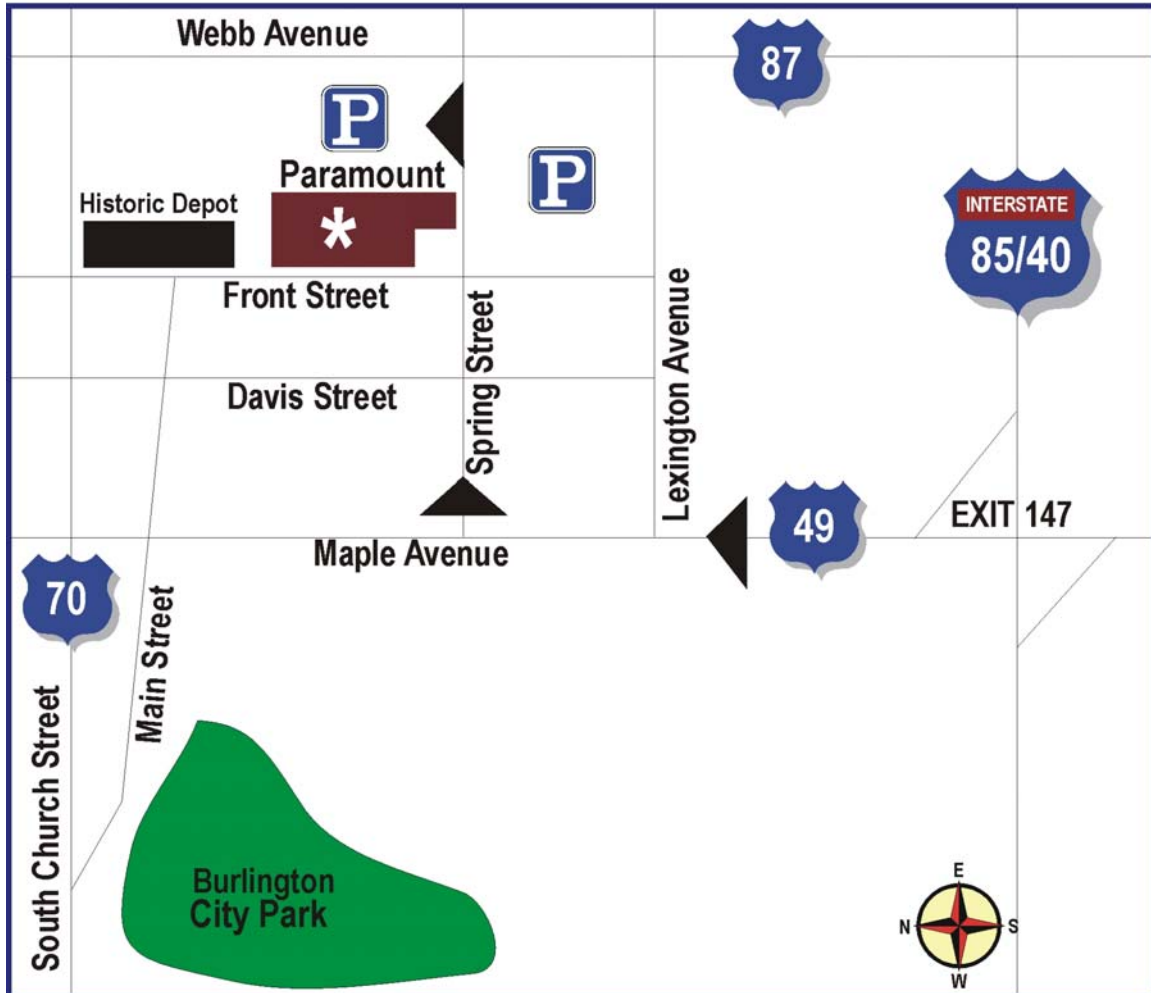 Webb Avenue
87
P
P
Paramount
Historic Depot
*
INTERSTATE
85/40
Front Street
Spring Street
Lexington Avenue
Davis Street
49
EXIT 147
Maple Avenue
70
Main Street
South Church Street
Burlington
City Park
E
N
S
W